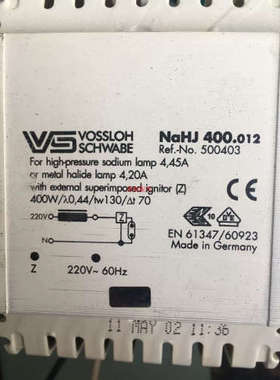 VS VOSSLOH
SCHWABE
NaHJ 400.012
Ref.-No. 500403
For high-pressure sodium lamp 4,45A
or metal halide lamp 4,20A
with external superimposed ignitor (Z)
400W/λ0,44/tw130/Δt 70
220V
Z
N
10
CE
EN 61347/60923
Made in Germany
Z
220V~ 60Hz
11 MAY 02 11:36